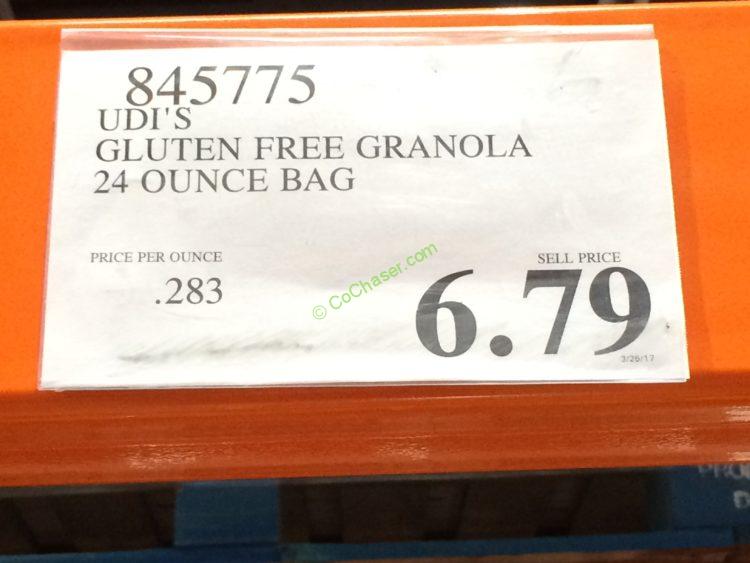 845775
UDI'S
GLUTEN FREE GRANOLA
24 OUNCE BAG
PRICE PER OUNCE
.283
SELL PRICE
6.79
3/26/17
© CoChaser.com